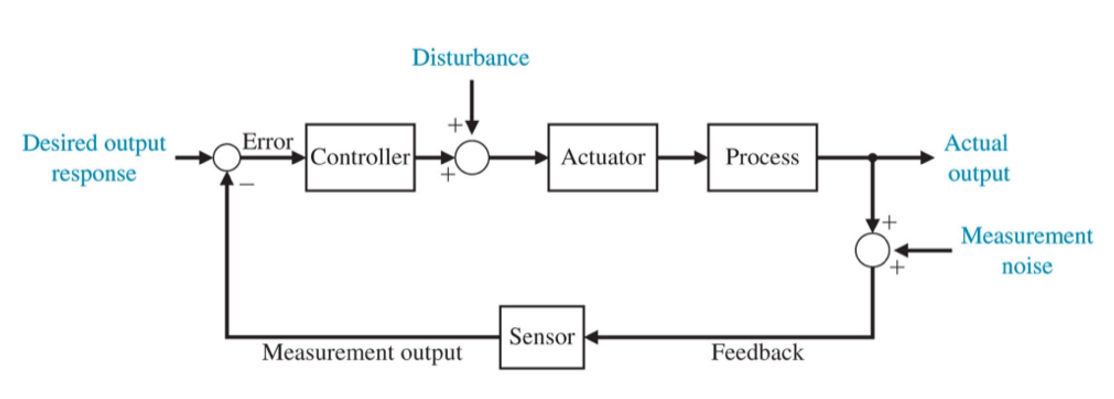 Disturbance
+
Desired output
response
Error
Controller
+
Actuator
Process
Actual
output
−
+
Measurement
noise
+
Sensor
Measurement output
Feedback